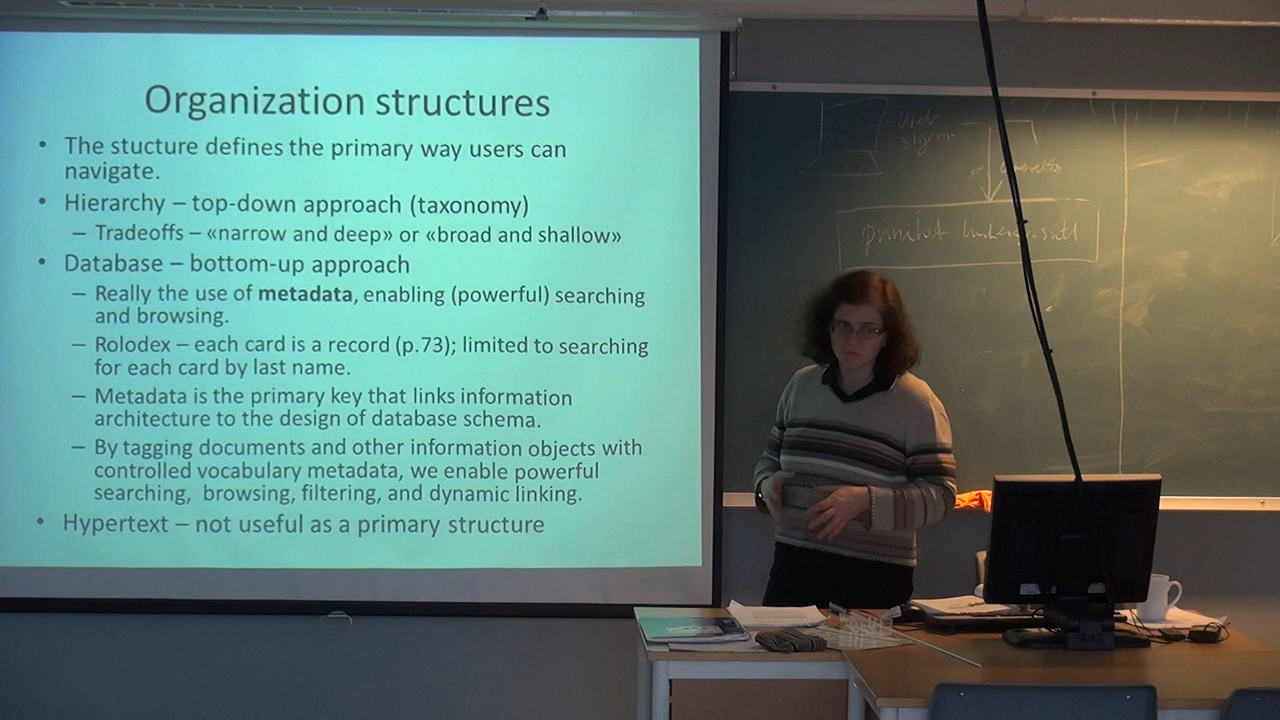 Organization structures
• The stucture defines the primary way users can
navigate.
• Hierarchy – top-down approach (taxonomy)
– Tradeoffs – «narrow and deep» or «broad and shallow»
• Database – bottom-up approach
– Really the use of metadata, enabling (powerful) searching
and browsing.
– Rolodex – each card is a record (p.73); limited to searching
for each card by last name.
– Metadata is the primary key that links information
architecture to the design of database schema.
– By tagging documents and other information objects with
controlled vocabulary metadata, we enable powerful
searching, browsing, filtering, and dynamic linking.
• Hypertext – not useful as a primary structure